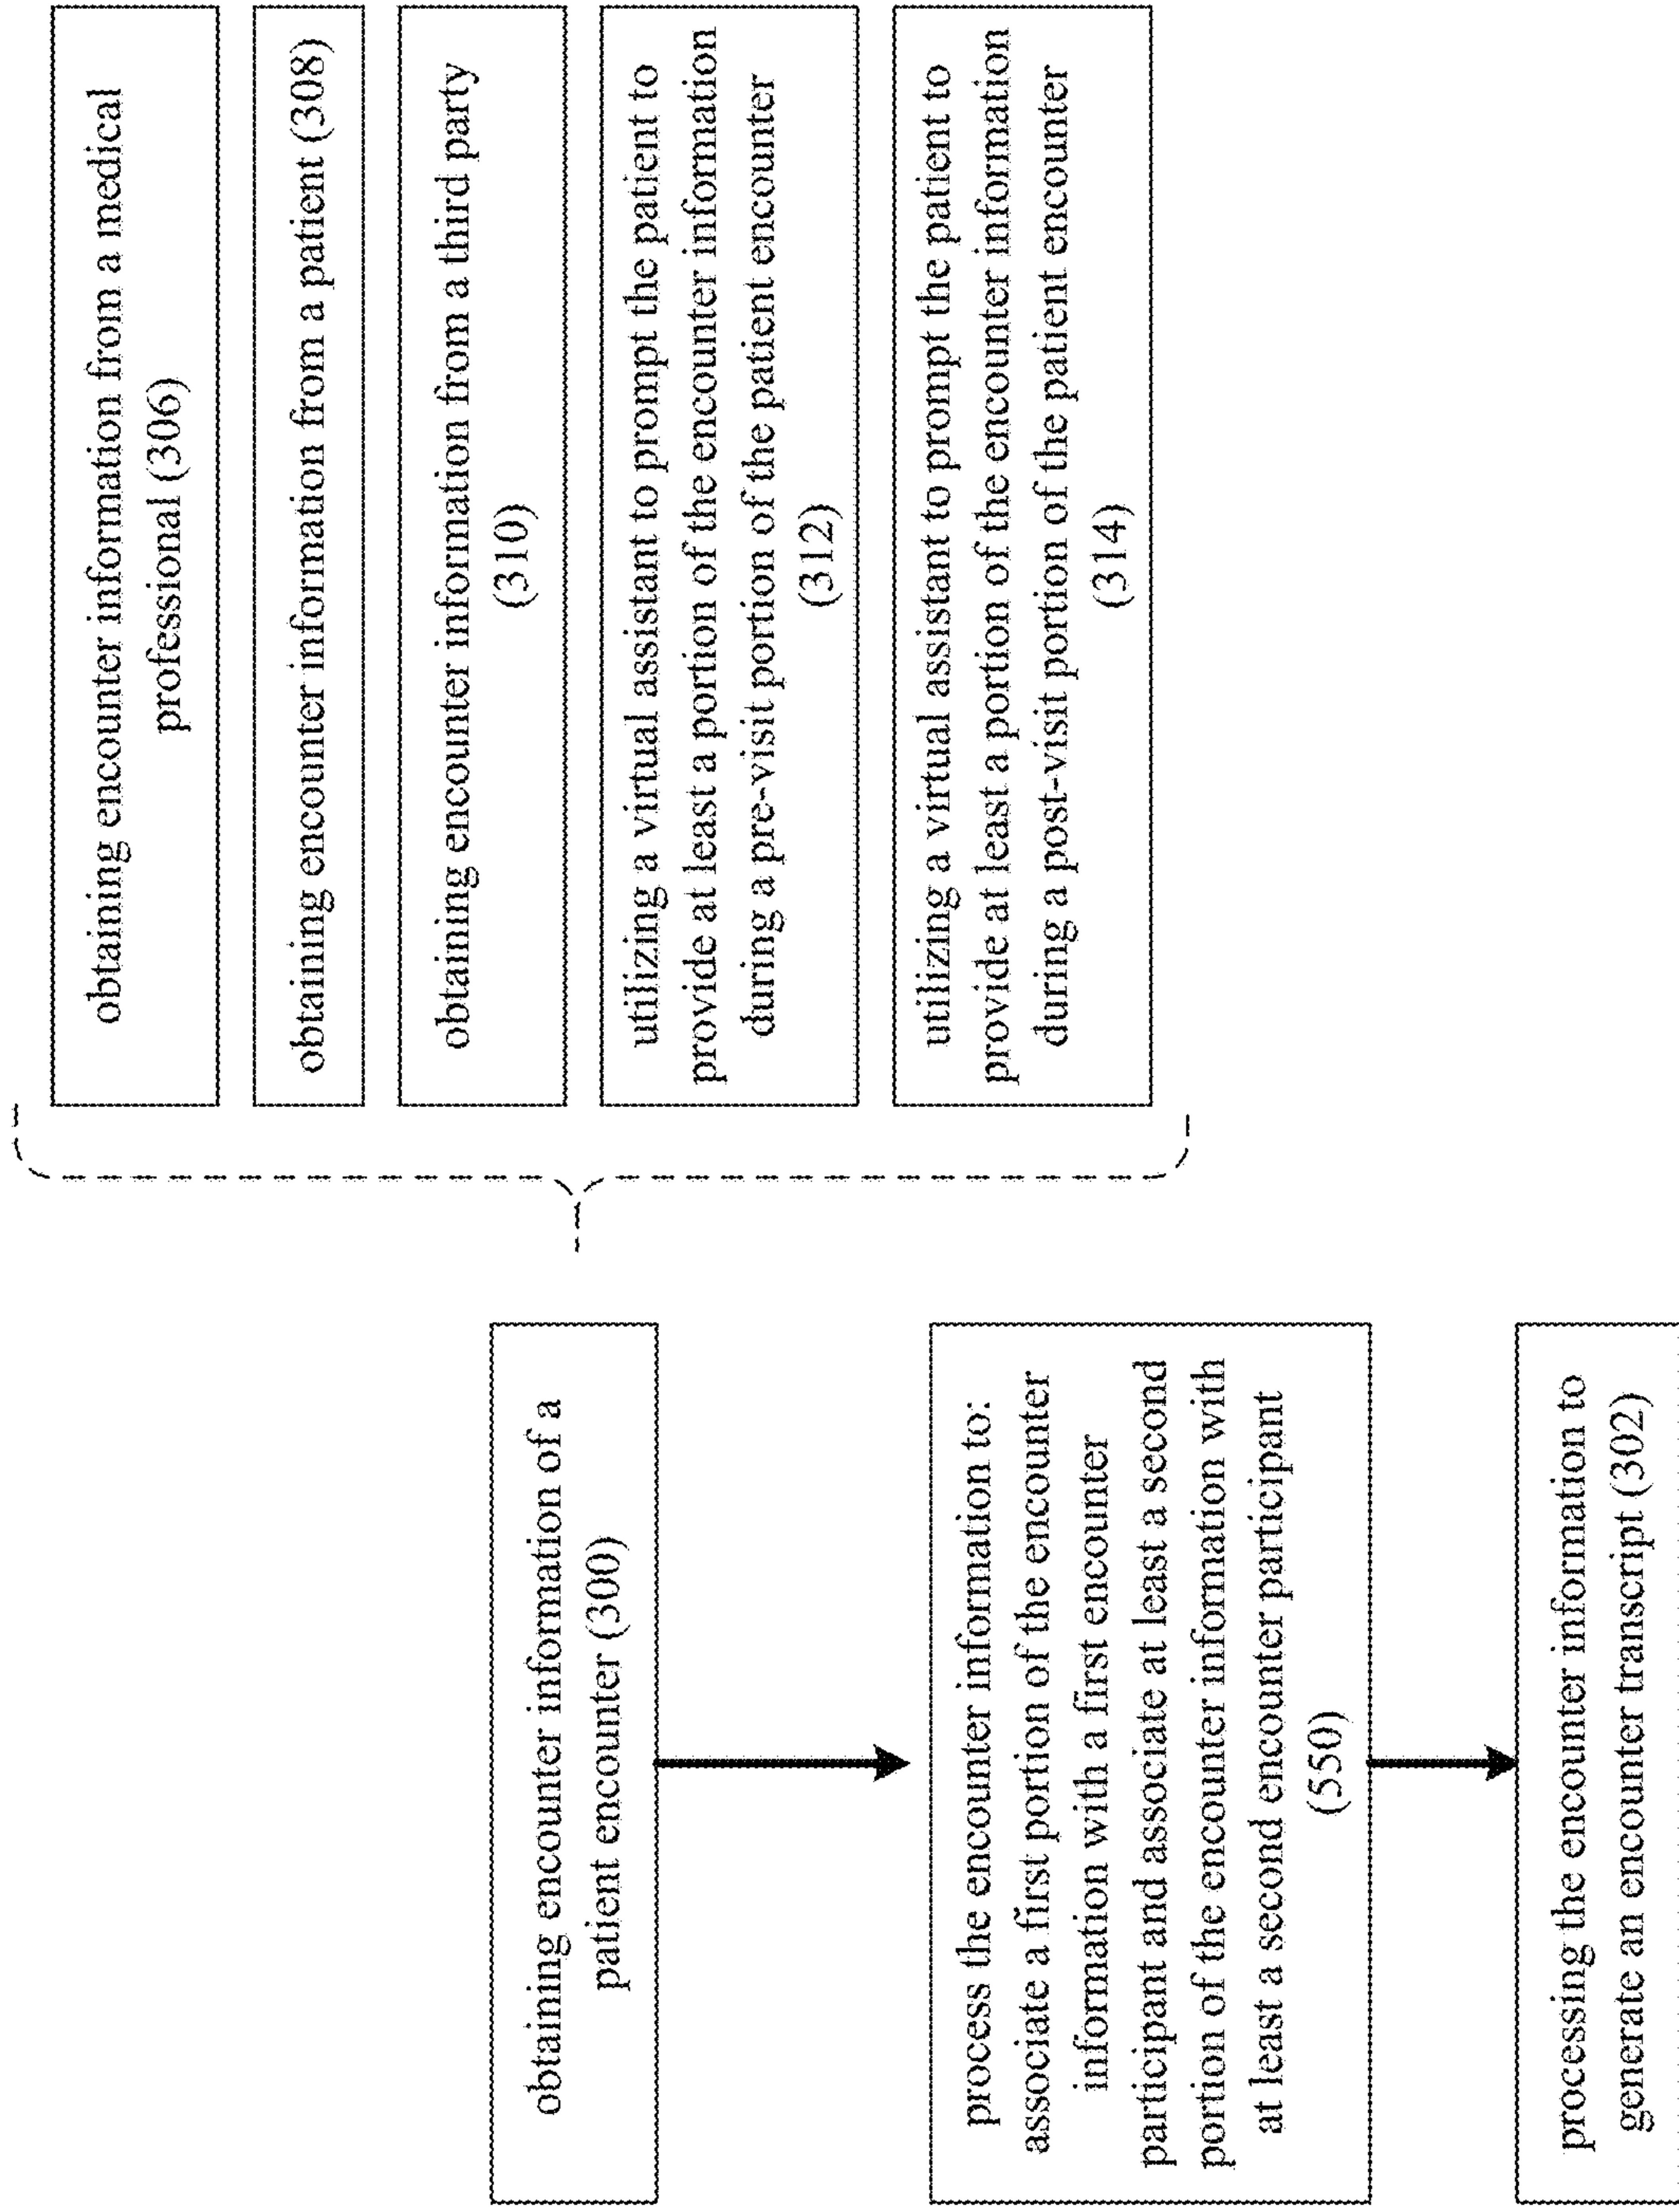 obtaining encounter information of a
patient encounter (300)
process the encounter information to:
associate a first portion of the encounter
information with a first encounter
participant and associate at least a second
portion of the encounter information with
at least a second encounter participant
(550)
processing the encounter information to
generate an encounter transcript (302)
obtaining encounter information from a medical
professional (306)
obtaining encounter information from a patient (308)
obtaining encounter information from a third party
(310)
utilizing a virtual assistant to prompt the patient to
provide at least a portion of the encounter information
during a pre-visit portion of the patient encounter
(312)
utilizing a virtual assistant to prompt the patient to
provide at least a portion of the encounter information
during a post-visit portion of the patient encounter
(314)